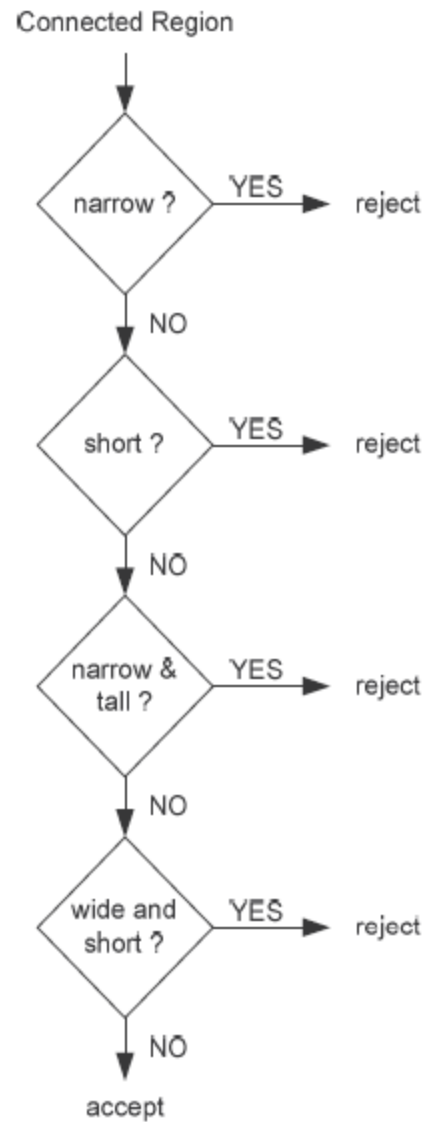 Connected Region
narrow ?
YES
reject
NO
short ?
YES
reject
NO
narrow &
tall ?
YES
reject
NO
wide and
short ?
YES
reject
NO
accept